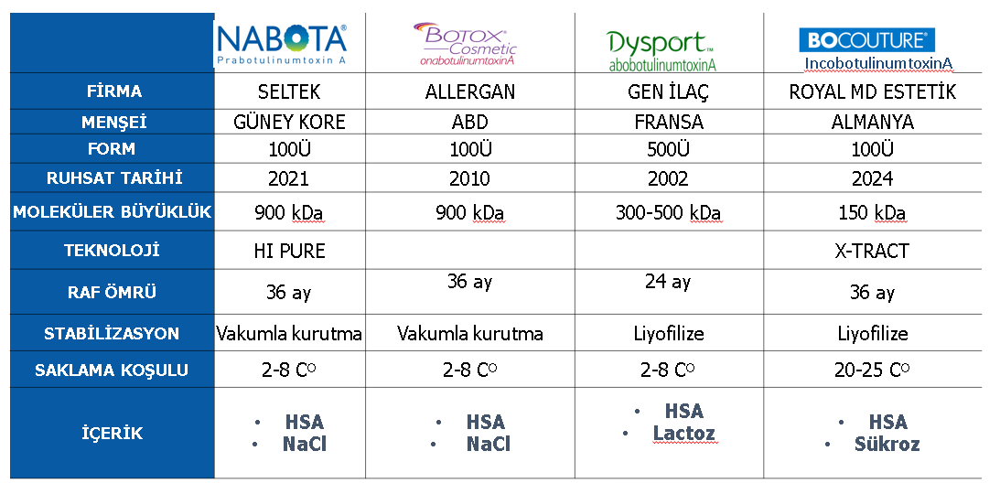 NABOTA® BOTOX® Dysport™ BOCOUTURE®
Prabotulinumtoxin A Cosmetic abobotulinumtoxinA IncobotulinumtoxinA
onabotulinumtoxinA
FİRMA SELTEK ALLERGAN GEN İLAÇ ROYAL MD ESTETİK
MENŞEİ GÜNEY KORE ABD FRANSA ALMANYA
FORM 100Ü 100Ü 500Ü 100Ü
RUHSAT TARİHİ 2021 2010 2002 2024
MOLEKÜLER BÜYÜKLÜK 900 kDa 900 kDa 300-500 kDa 150 kDa
TEKNOLOJİ HI PURE X-TRACT
RAF ÖMRÜ 36 ay 36 ay 24 ay 36 ay
STABİLİZASYON Vakumla kurutma Vakumla kurutma Liyofilize Liyofilize
SAKLAMA KOŞULU 2-8 Cᴼ 2-8 Cᴼ 2-8 Cᴼ 20-25 Cᴼ
İÇERİK • HSA • HSA • HSA • HSA
• NaCl • NaCl • Lactoz • Sükroz